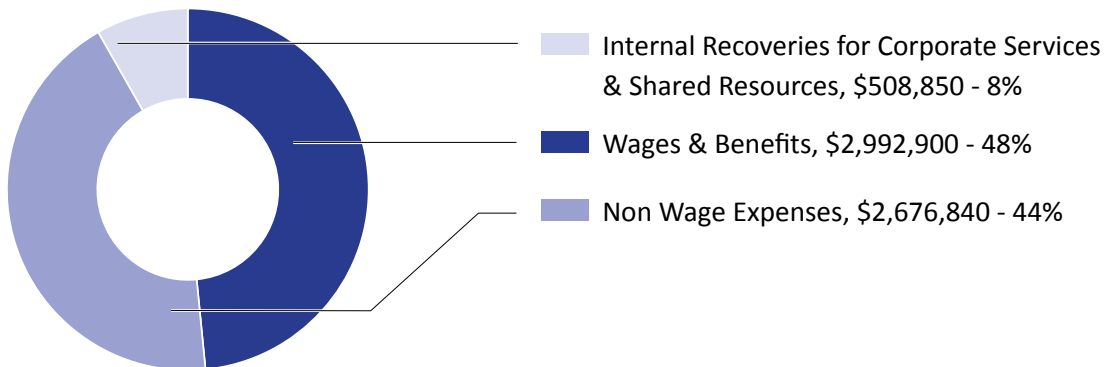 Internal Recoveries for Corporate Services
& Shared Resources, $508,850 - 8%
Wages & Benefits, $2,992,900 - 48%
Non Wage Expenses, $2,676,840 - 44%